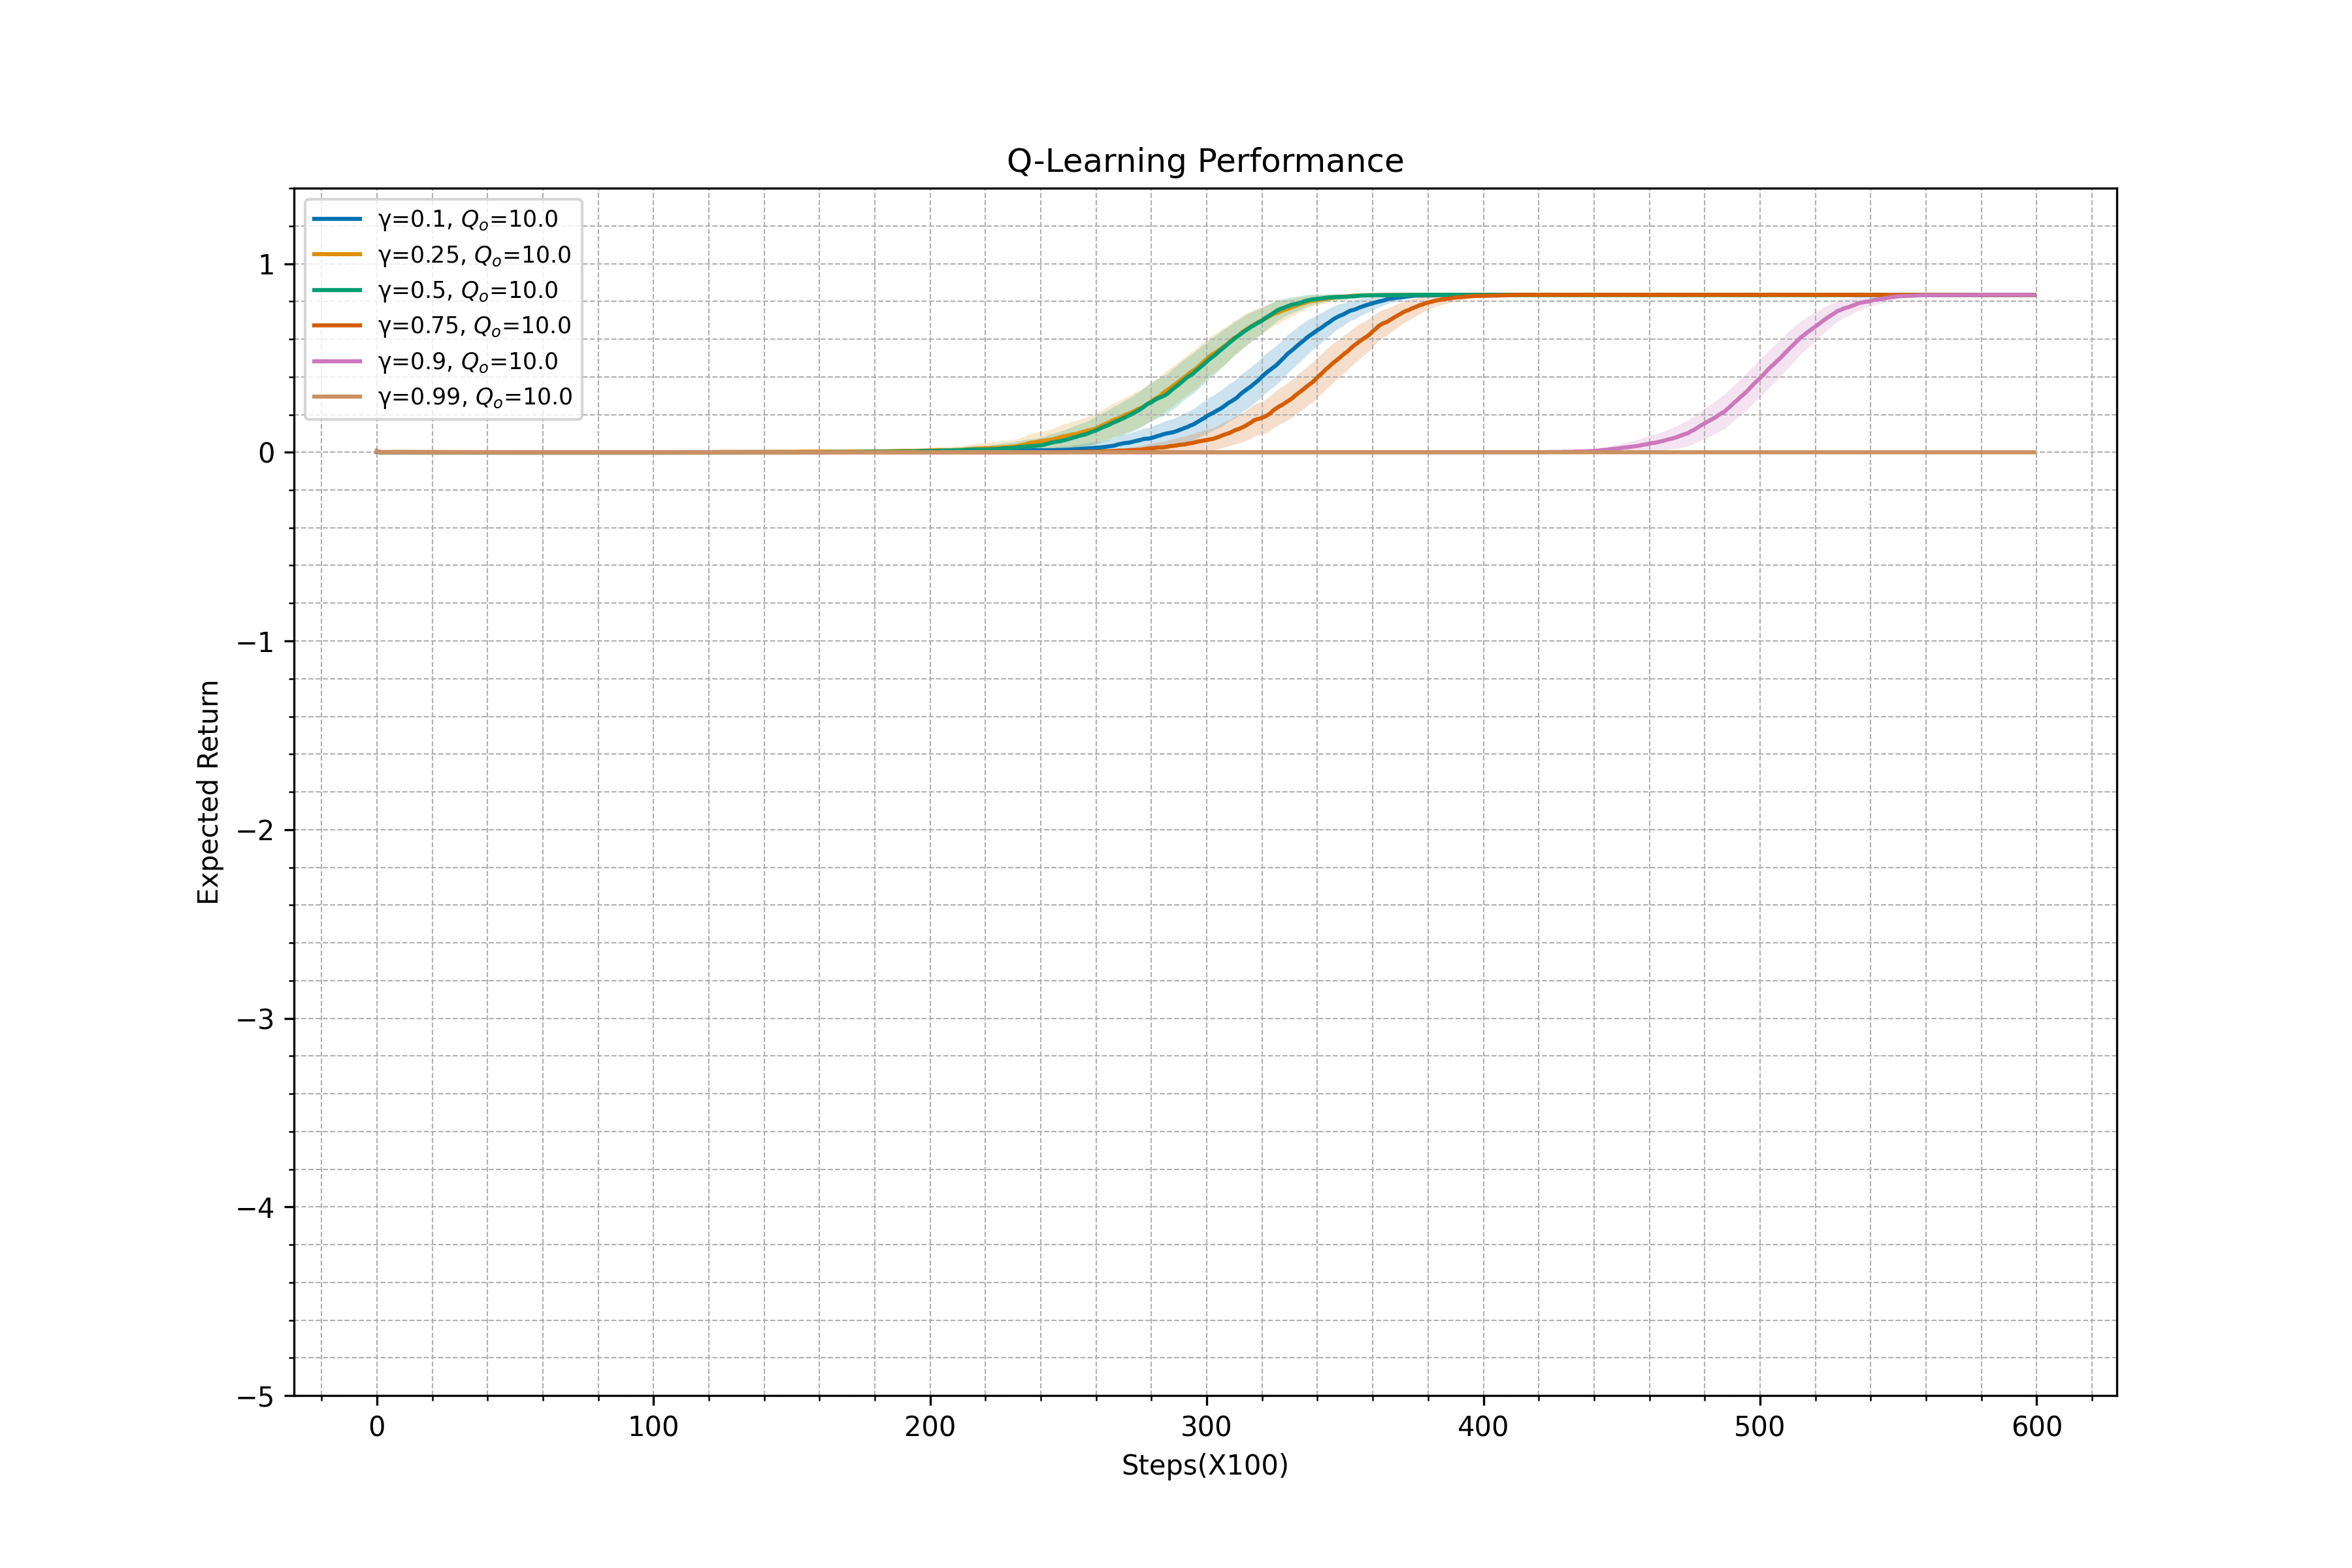 Q-Learning Performance
γ=0.1, Qₒ=10.0
γ=0.25, Qₒ=10.0
γ=0.5, Qₒ=10.0
γ=0.75, Qₒ=10.0
γ=0.9, Qₒ=10.0
γ=0.99, Qₒ=10.0
1
0
−1
−2
−3
−4
−5
Expected Return
0 100 200 300 400 500 600
Steps(X100)